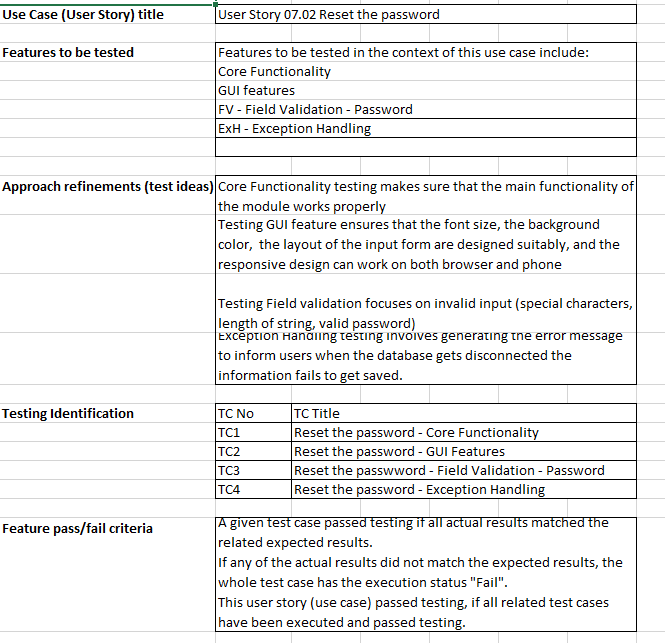 Use Case (User Story) title
User Story 07.02 Reset the password
Features to be tested
Features to be tested in the context of this use case include:
Core Functionality
GUI features
FV - Field Validation - Password
ExH - Exception Handling
Approach refinements (test ideas)
Core Functionality testing makes sure that the main functionality of
the module works properly
Testing GUI feature ensures that the font size, the background
color, the layout of the input form are designed suitably, and the
responsive design can work on both browser and phone
Testing Field validation focuses on invalid input (special characters,
length of string, valid password)
Exception Handling testing involves generating the error message
to inform users when the database gets disconnected the
information fails to get saved.
Testing Identification
TC No TC Title
TC1 Reset the password - Core Functionality
TC2 Reset the password - GUI Features
TC3 Reset the passwword - Field Validation - Password
TC4 Reset the password - Exception Handling
Feature pass/fail criteria
A given test case passed testing if all actual results matched the
related expected results.
If any of the actual results did not match the expected results, the
whole test case has the execution status "Fail".
This user story (use case) passed testing, if all related test cases
have been executed and passed testing.